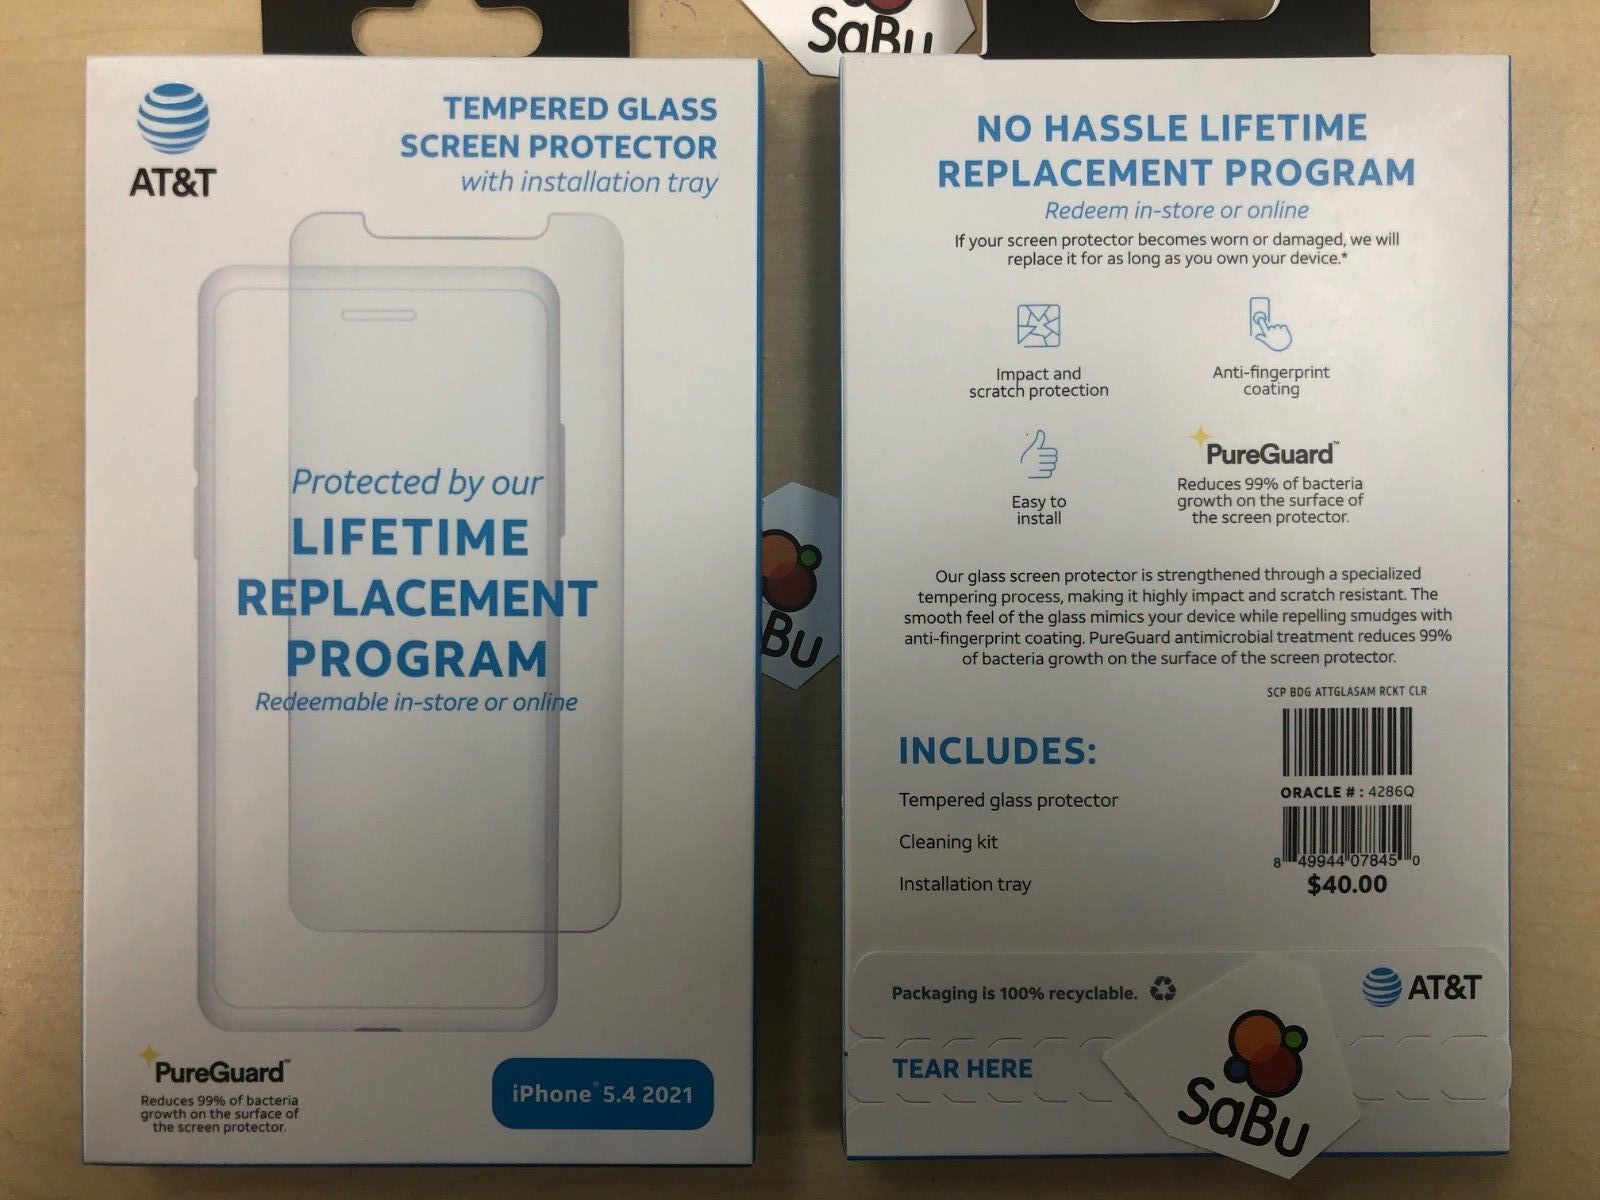 AT&T
TEMPERED GLASS
SCREEN PROTECTOR
with installation tray
Protected by our
LIFETIME
REPLACEMENT
PROGRAM
Redeemable in-store or online
PureGuard™
Reduces 99% of bacteria
growth on the surface of
the screen protector.
iPhone® 5.4 2021
SaBu
Bu
NO HASSLE LIFETIME
REPLACEMENT PROGRAM
Redeem in-store or online
If your screen protector becomes worn or damaged, we will
replace it for as long as you own your device.*
Impact and
scratch protection
Anti-fingerprint
coating
Easy to
install
PureGuard™
Reduces 99% of bacteria
growth on the surface of
the screen protector.
Our glass screen protector is strengthened through a specialized
tempering process, making it highly impact and scratch resistant. The
smooth feel of the glass mimics your device while repelling smudges with
anti-fingerprint coating. PureGuard antimicrobial treatment reduces 99%
of bacteria growth on the surface of the screen protector.
SCP BDG ATTGLASAM RCKT CLR
INCLUDES:
Tempered glass protector
Cleaning kit
Installation tray
ORACLE # : 4286Q
8 49944 07845 0
$40.00
Packaging is 100% recyclable.
AT&T
TEAR HERE
SaBu